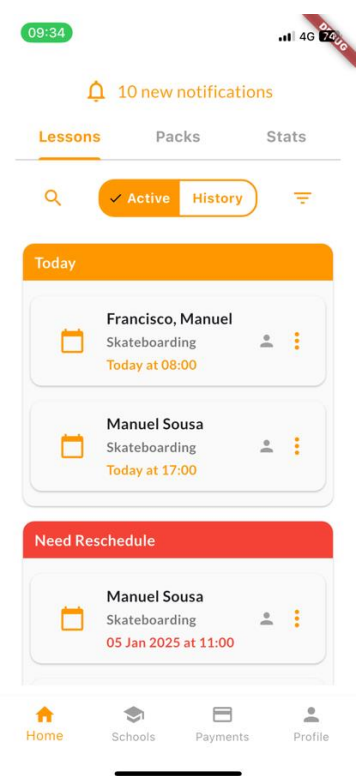 09:34
4G 76
DEBUG
10 new notifications
Lessons Packs Stats
Active History
Today
Francisco, Manuel
Skateboarding
Today at 08:00
Manuel Sousa
Skateboarding
Today at 17:00
Need Reschedule
Manuel Sousa
Skateboarding
05 Jan 2025 at 11:00
Home Schools Payments Profile